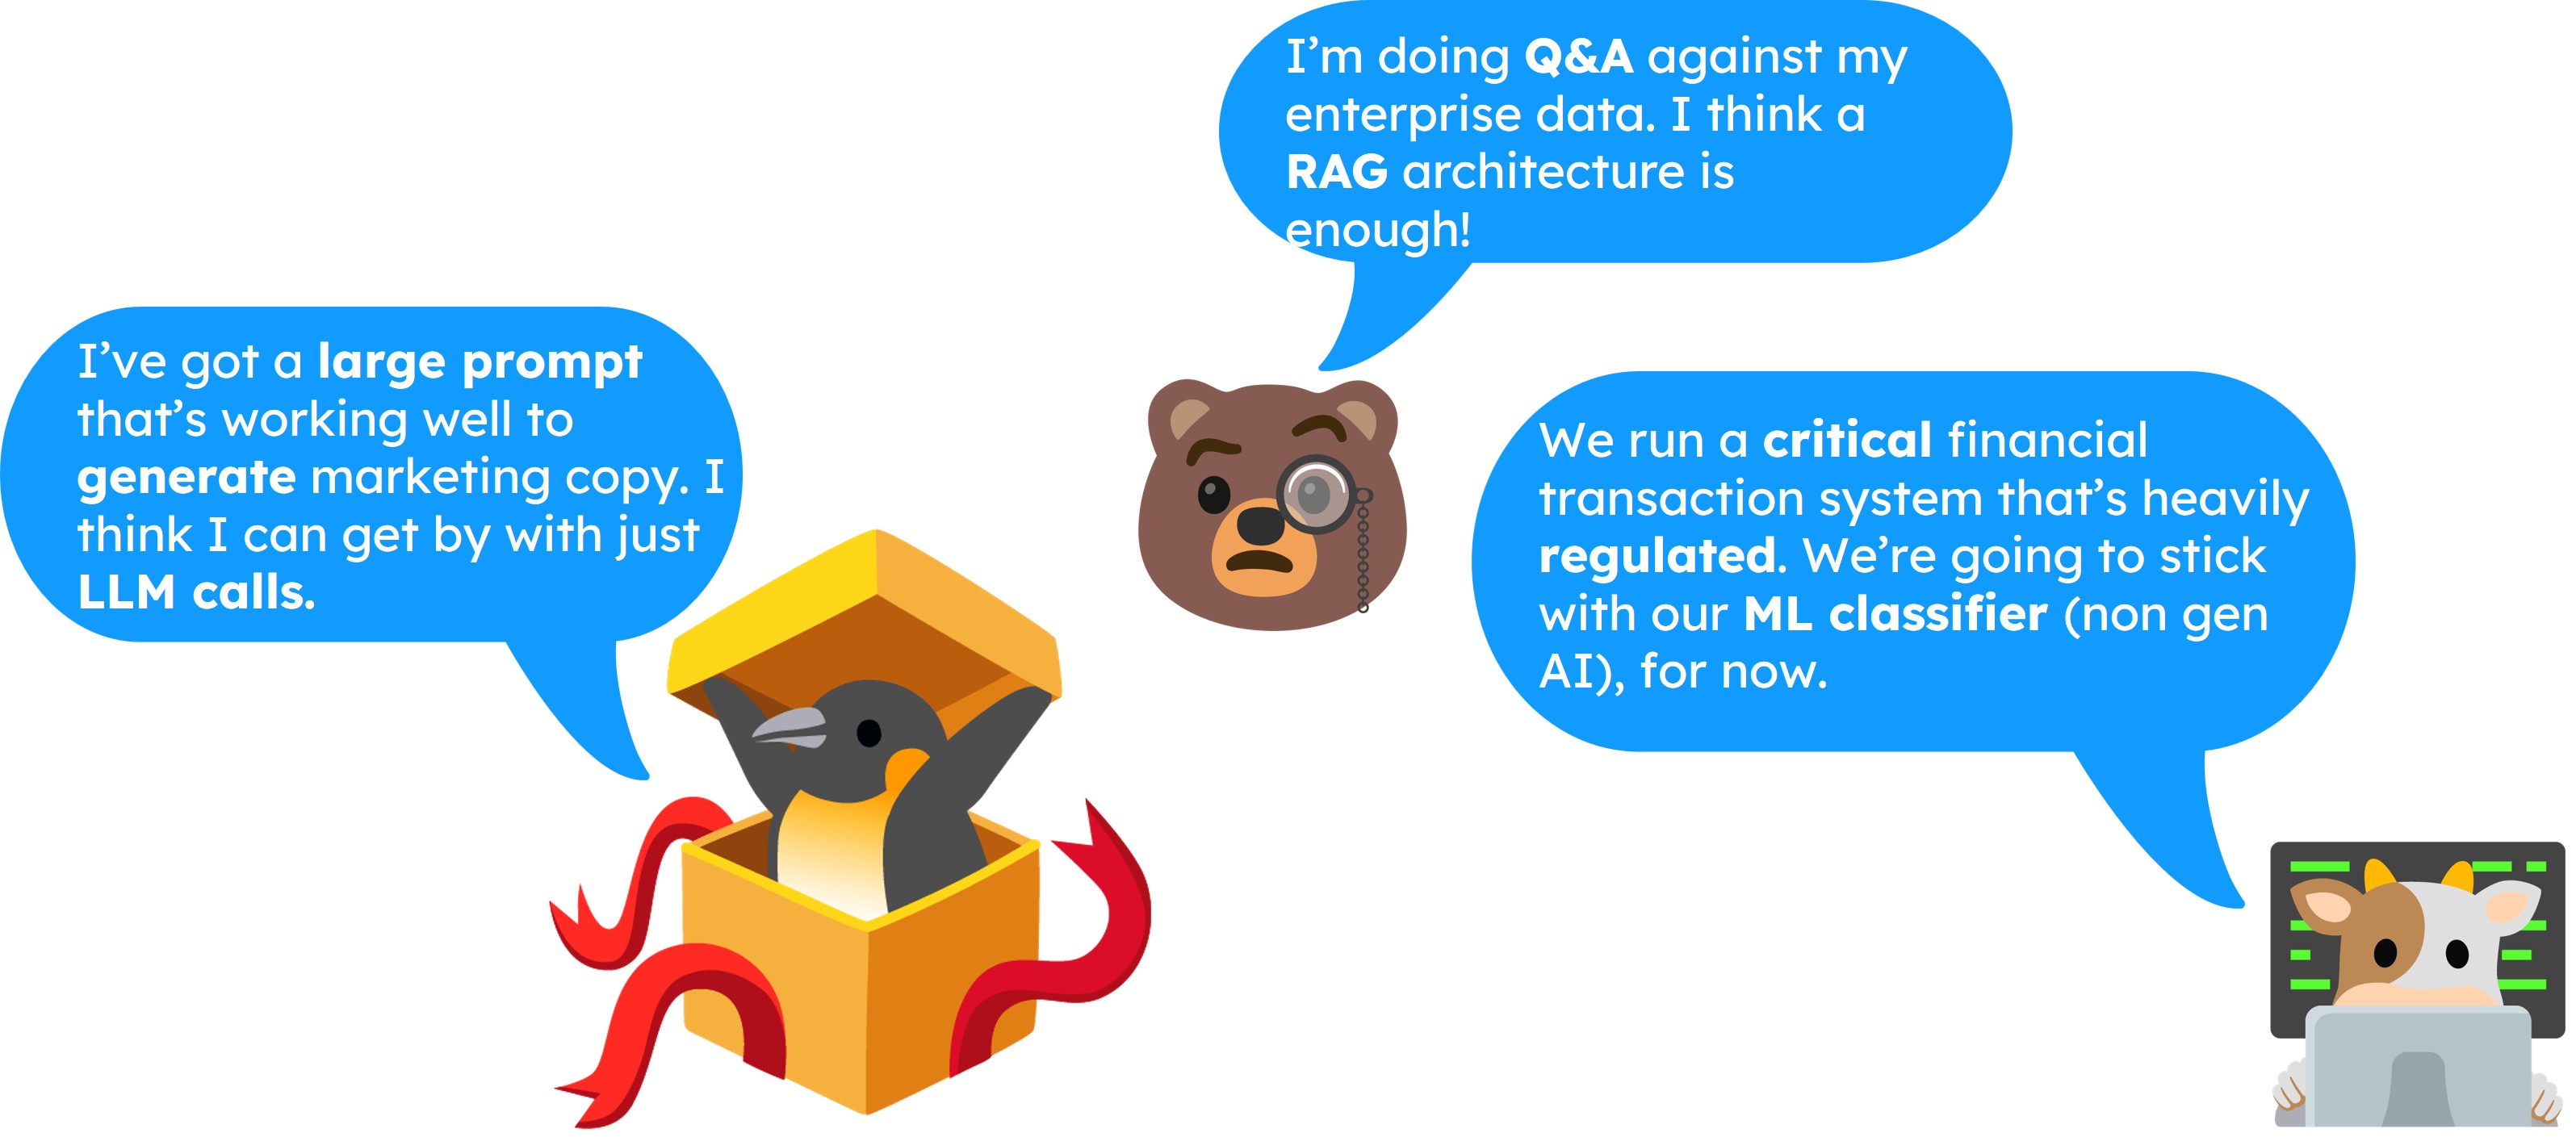 I’m doing Q&A against my
enterprise data. I think a
RAG architecture is
enough!
I’ve got a large prompt
that’s working well to
generate marketing copy. I
think I can get by with just
LLM calls.
We run a critical financial
transaction system that’s heavily
regulated. We’re going to stick
with our ML classifier (non gen
AI), for now.